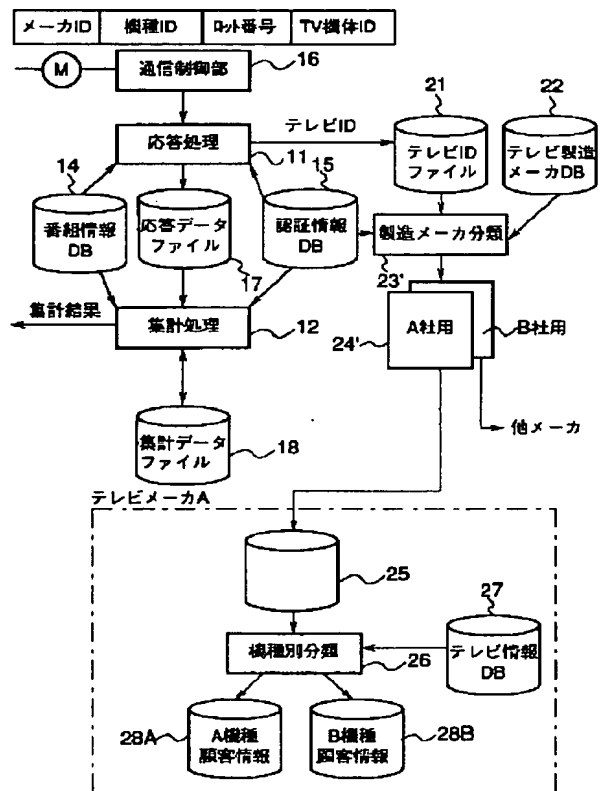 メーカID 機種ID ロット番号 TV機体ID
M
通信制御部
16
21
22
テレビID
応答処理
11
テレビID
ファイル
テレビ製造
メーカDB
14
15
番組情報
DB
応答データ
ファイル
17
認証情報
DB
製造メーカ分類
23'
集計結果
集計処理
12
A社用
B社用
24'
他メーカ
集計データ
ファイル
18
テレビメーカA
25
27
機種別分類
26
テレビ情報
DB
28A
A機種
顧客情報
B機種
顧客情報
28B